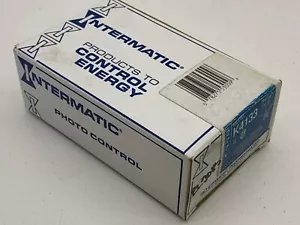 INTERMATIC®
PRODUCTS TO
CONTROL
ENERGY
INTERMATIC®
PHOTO CONTROL
K4133